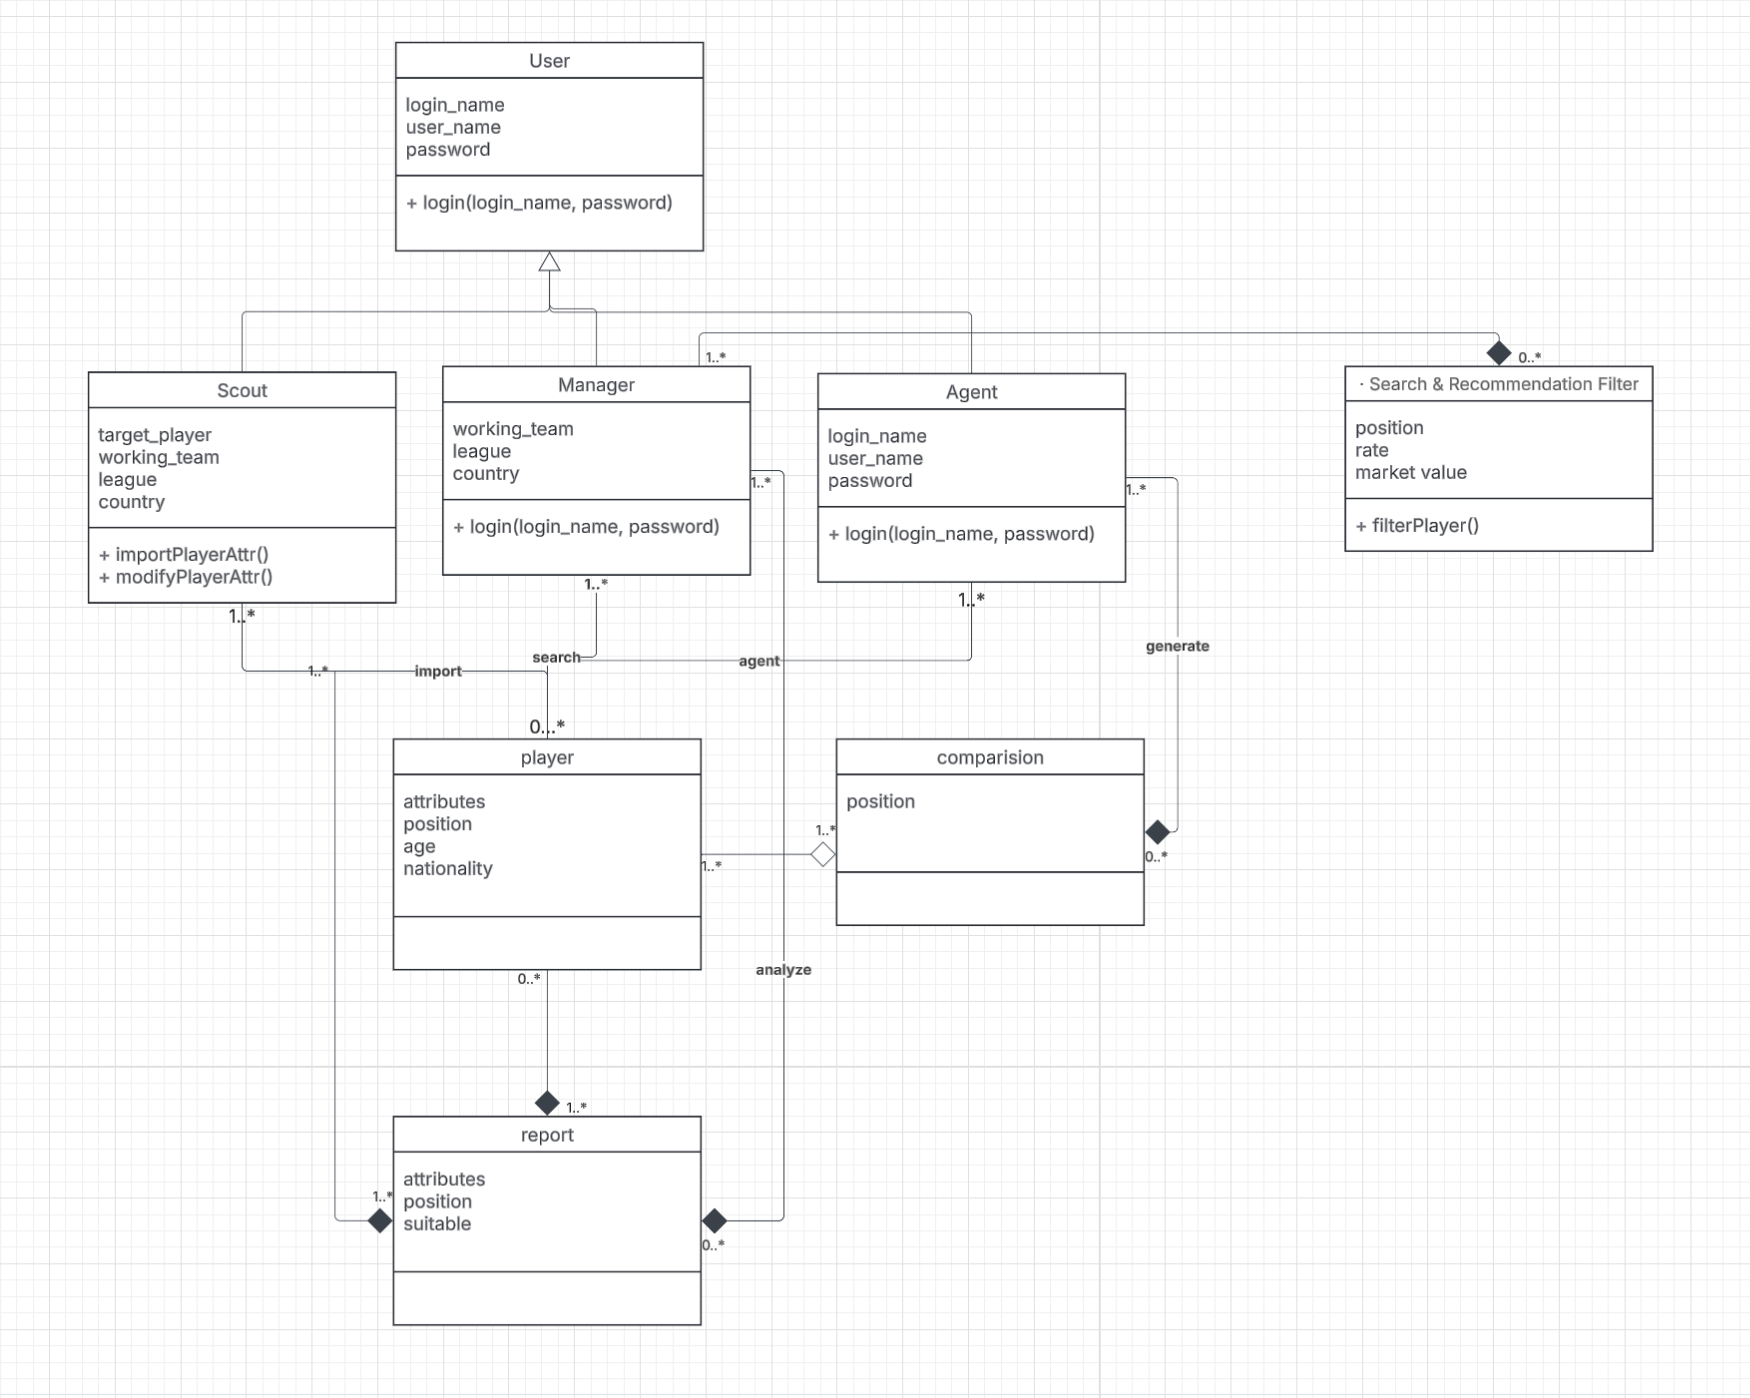 User
login_name
user_name
password
+ login(login_name, password)
1..*
0..*
Scout
target_player
working_team
league
country
+ importPlayerAttr()
+ modifyPlayerAttr()
1..*
Manager
working_team
league
country
1..*
+ login(login_name, password)
1..*
Agent
login_name
user_name
password
1..*
+ login(login_name, password)
1..*
· Search & Recommendation Filter
position
rate
market value
+ filterPlayer()
generate
search
agent
1..*
import
0...*
player
attributes
position
age
nationality
1..*
1..*
comparision
position
0..*
analyze
0..*
1..*
report
attributes
position
suitable
1..*
0..*